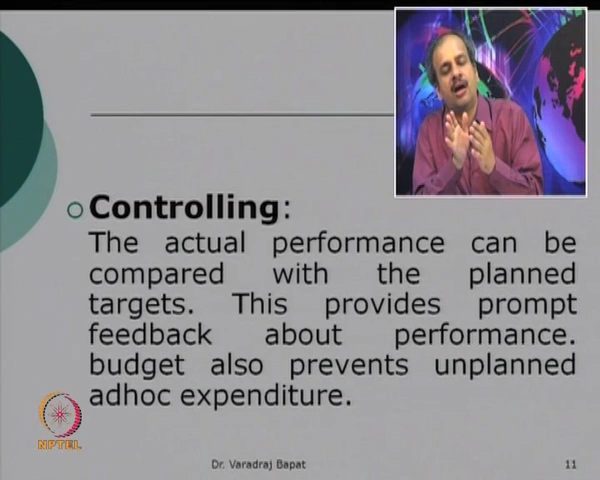 Controlling:
The actual performance can be
compared with the planned
targets. This provides prompt
feedback about performance.
budget also prevents unplanned
adhoc expenditure.
NPTEL
Dr. Varadraj Bapat
11